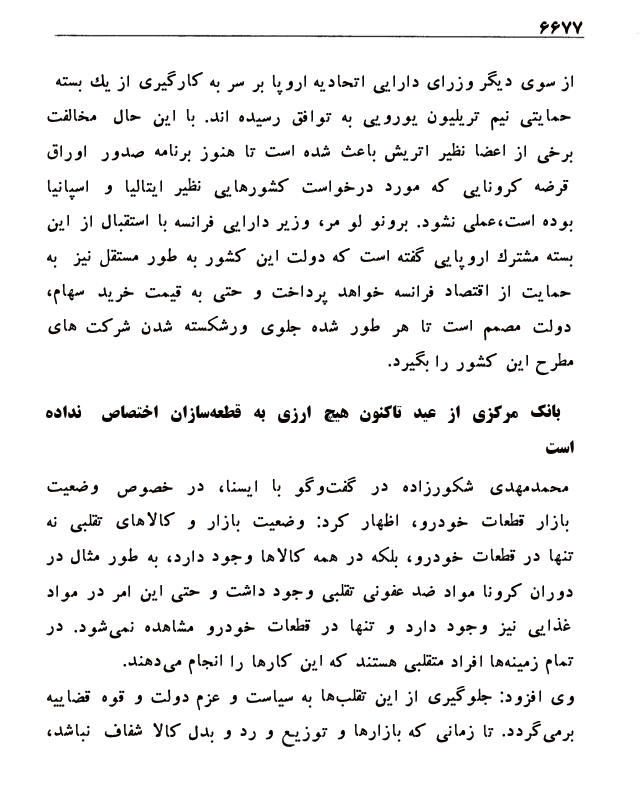 ۶۶۷۷
از سوی دیگر وزرای دارایی اتحادیه اروپا بر سر به کارگیری از یك بسته
حمایتی نیم تریلیون یورویی به توافق رسیده اند. با این حال مخالفت
برخی از اعضا نظیر اتریش باعث شده است تا هنوز برنامه صدور اوراق
قرضه کرونایی که مورد درخواست کشورهایی نظیر ایتالیا و اسپانیا
بوده است،عملی نشود. برونو لو مر، وزیر دارایی فرانسه با استقبال از این
بسته مشترك اروپایی گفته است که دولت این کشور به طور مستقل نیز به
حمایت از اقتصاد فرانسه خواهد پرداخت و حتی به قیمت خرید سهام،
دولت مصمم است تا هر طور شده جلوی ورشکسته شدن شرکت های
مطرح این کشور را بگیرد.
بانک مرکزی از عید تاکنون هیچ ارزی به قطعه‌سازان اختصاص نداده
است
محمدمهدی شکورزاده در گفت‌وگو با ایسنا، در خصوص وضعیت
بازار قطعات خودرو، اظهار کرد: وضعیت بازار و کالاهای تقلبی نه
تنها در قطعات خودرو، بلکه در همه کالاها وجود دارد، به طور مثال در
دوران کرونا مواد ضد عفونی تقلبی وجود داشت و حتی این امر در مواد
غذایی نیز وجود دارد و تنها در قطعات خودرو مشاهده نمی‌شود. در
تمام زمینه‌ها افراد متقلبی هستند که این کارها را انجام می‌دهند.
وی افزود: جلوگیری از این تقلب‌ها به سیاست و عزم دولت و قوه قضاییه
برمی‌گردد. تا زمانی که بازارها و توزیع و رد و بدل کالا شفاف نباشد،